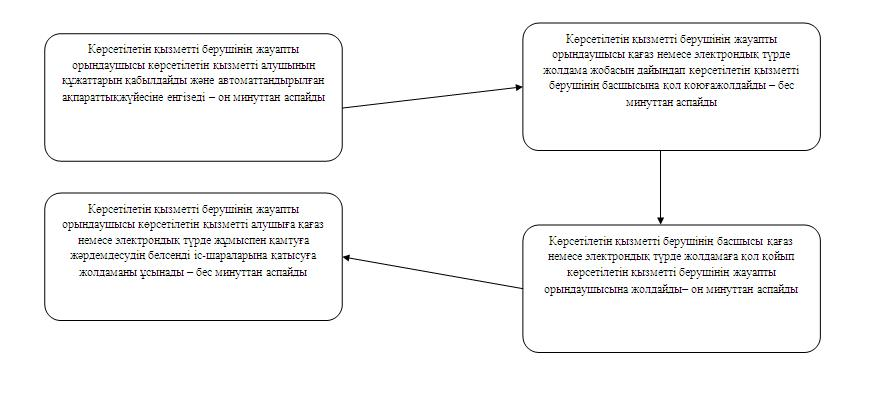 Көрсетілетін қызметті берушінің жауапты
орындаушысы көрсетілетін қызметті алушының
құжаттарын қабылдайды және автоматтандырылған
ақпараттықжүйесіне енгізеді – он минуттан аспайды
Көрсетілетін қызметті берушінің жауапты
орындаушысы қағаз немесе электрондық түрде
жолдама жобасын дайындап көрсетілетін қызметті
берушінің басшысына қол қоюғажолдайды – бес
минуттан аспайды
Көрсетілетін қызметті берушінің басшысы қағаз
немесе электрондық түрде жолдамаға қол қойып
көрсетілетін қызметті берушінің жауапты
орындаушысына жолдайды– он минуттан аспайды
Көрсетілетін қызметті берушінің жауапты
орындаушысы көрсетілетін қызметті алушыға қағаз
немесе электрондық түрде жұмыспен қамтуға
жәрдемдесудің белсенді іс-шараларына қатысуға
жолдаманы ұсынады – бес минуттан аспайды